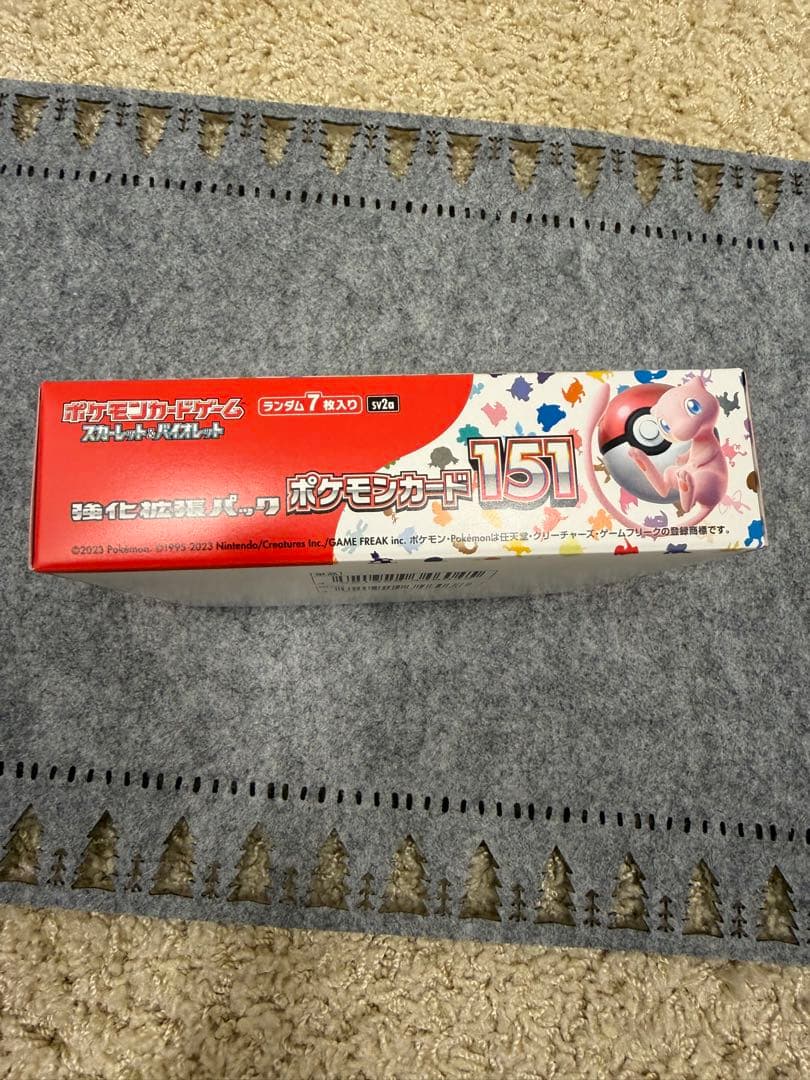 ポケモンカードゲーム
スカーレット&バイオレット
ランダム7枚入り
sv2a
強化拡張パック ポケモンカード151
©2023 Pokémon. ©1995-2023 Nintendo/Creatures Inc./GAME FREAK inc. ポケモン・Pokémonは任天堂・クリーチャーズ・ゲームフリークの登録商標です。